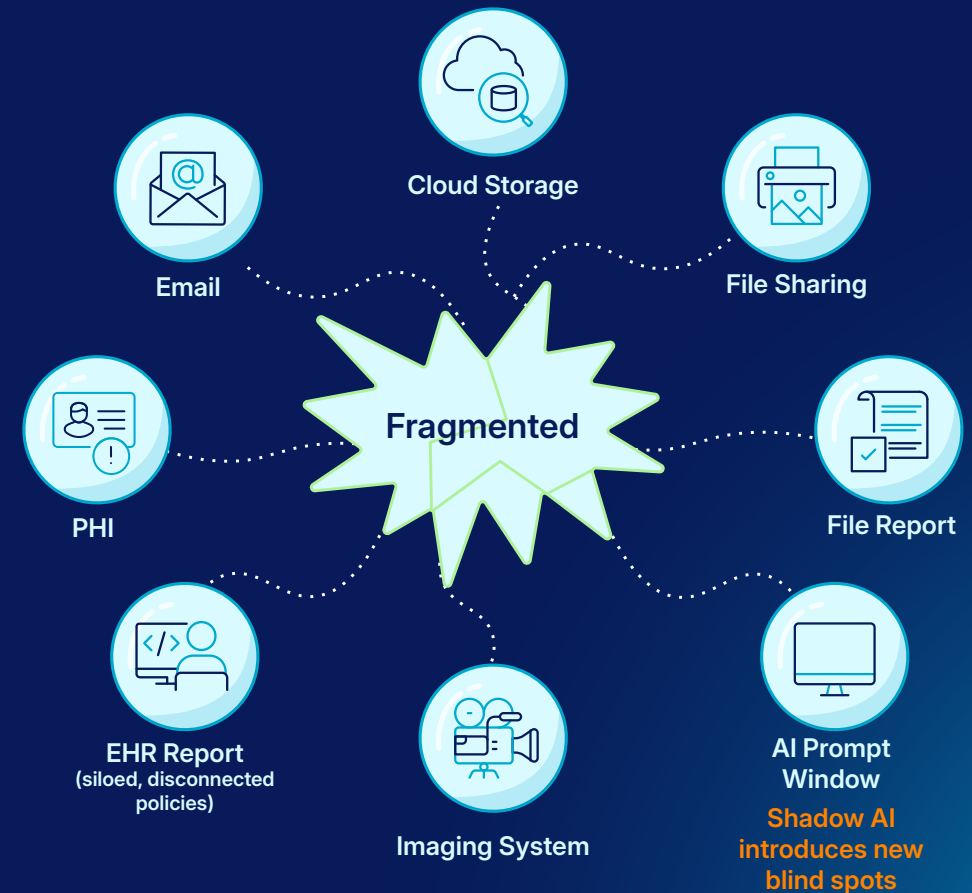 Cloud Storage
Email
File Sharing
@
Fragmented
PHI
!
File Report
</>
EHR Report
(siloed, disconnected
policies)
Imaging System
AI Prompt
Window
Shadow AI
introduces new
blind spots